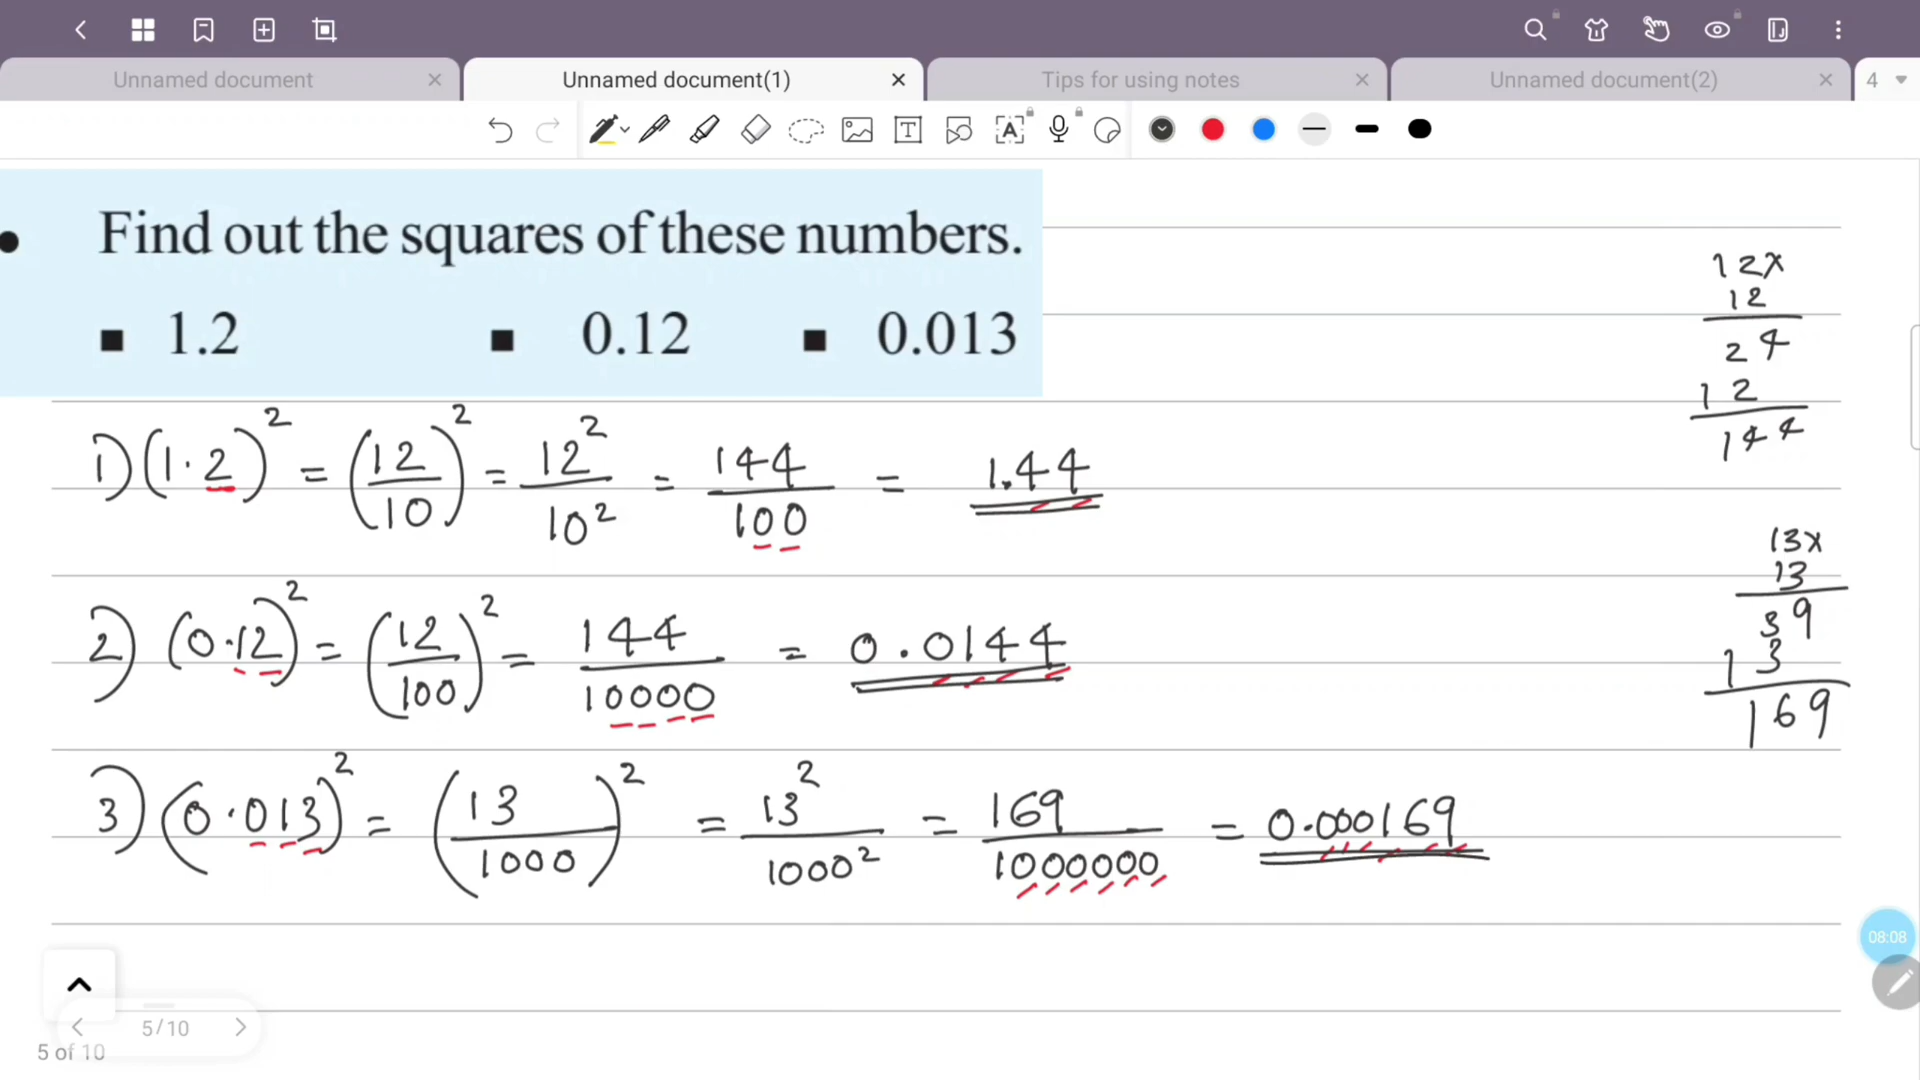 Unnamed document
Unnamed document(1)
Tips for using notes
Unnamed document(2)
4
Find out the squares of these numbers.
■ 1.2 ■ 0.12 ■ 0.013
1) (1.2)² = (12/10)² = 12²/10² = 144/100 = 1.44
2) (0.12)² = (12/100)² = 144/10000 = 0.0144
3) (0.013)² = (13/1000)² = 13²/1000² = 169/1000000 = 0.000169
12x
12
24
12
144
13x
13
39
13
169
08:08
5/10
5 of 10